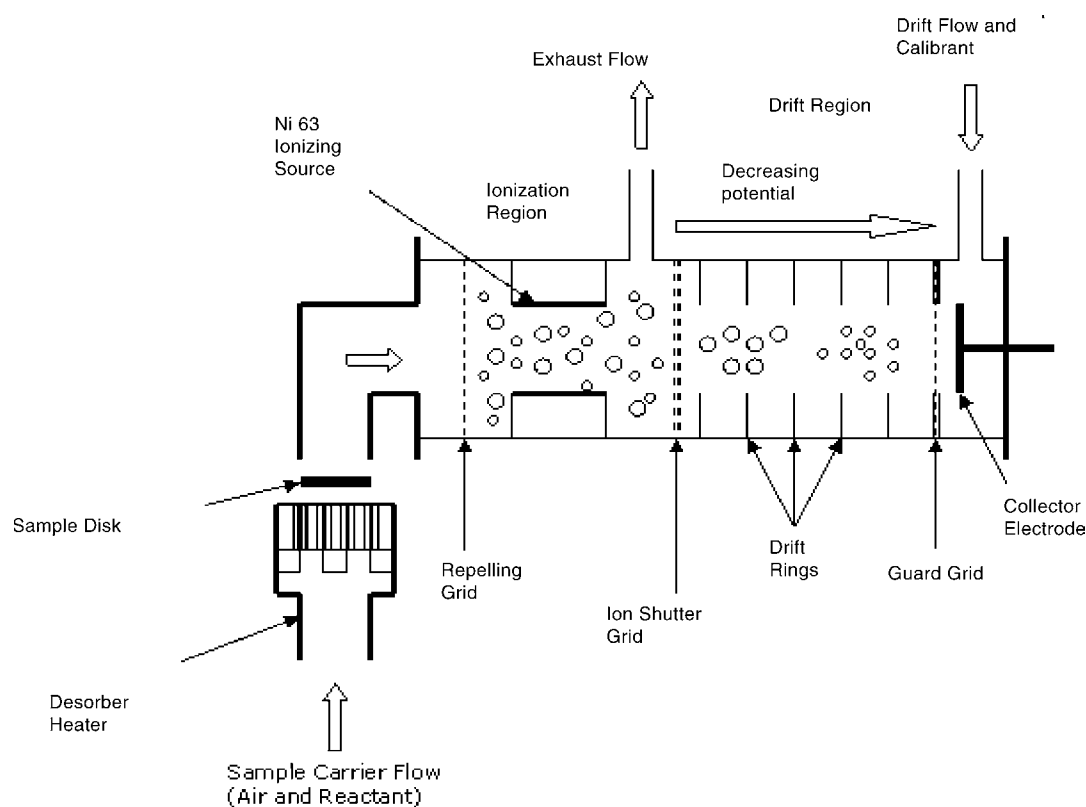 Drift Flow and
Calibrant
Exhaust Flow
Drift Region
Ni 63
Ionizing
Source
Decreasing
potential
Ionization
Region
Sample Disk
Collector
Electrode
Repelling
Grid
Drift
Rings
Guard Grid
Ion Shutter
Grid
Desorber
Heater
Sample Carrier Flow
(Air and Reactant)